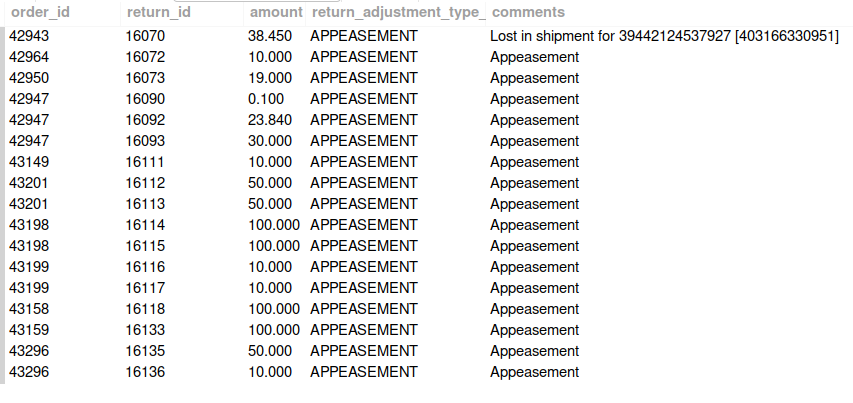 order_id return_id amount return_adjustment_type_ comments
42943 16070 38.450 APPEASEMENT Lost in shipment for 39442124537927 [403166330951]
42964 16072 10.000 APPEASEMENT Appeasement
42950 16073 19.000 APPEASEMENT Appeasement
42947 16090 0.100 APPEASEMENT Appeasement
42947 16092 23.840 APPEASEMENT Appeasement
42947 16093 30.000 APPEASEMENT Appeasement
43149 16111 10.000 APPEASEMENT Appeasement
43201 16112 50.000 APPEASEMENT Appeasement
43201 16113 50.000 APPEASEMENT Appeasement
43198 16114 100.000 APPEASEMENT Appeasement
43198 16115 100.000 APPEASEMENT Appeasement
43199 16116 10.000 APPEASEMENT Appeasement
43199 16117 10.000 APPEASEMENT Appeasement
43158 16118 100.000 APPEASEMENT Appeasement
43159 16133 100.000 APPEASEMENT Appeasement
43296 16135 50.000 APPEASEMENT Appeasement
43296 16136 10.000 APPEASEMENT Appeasement